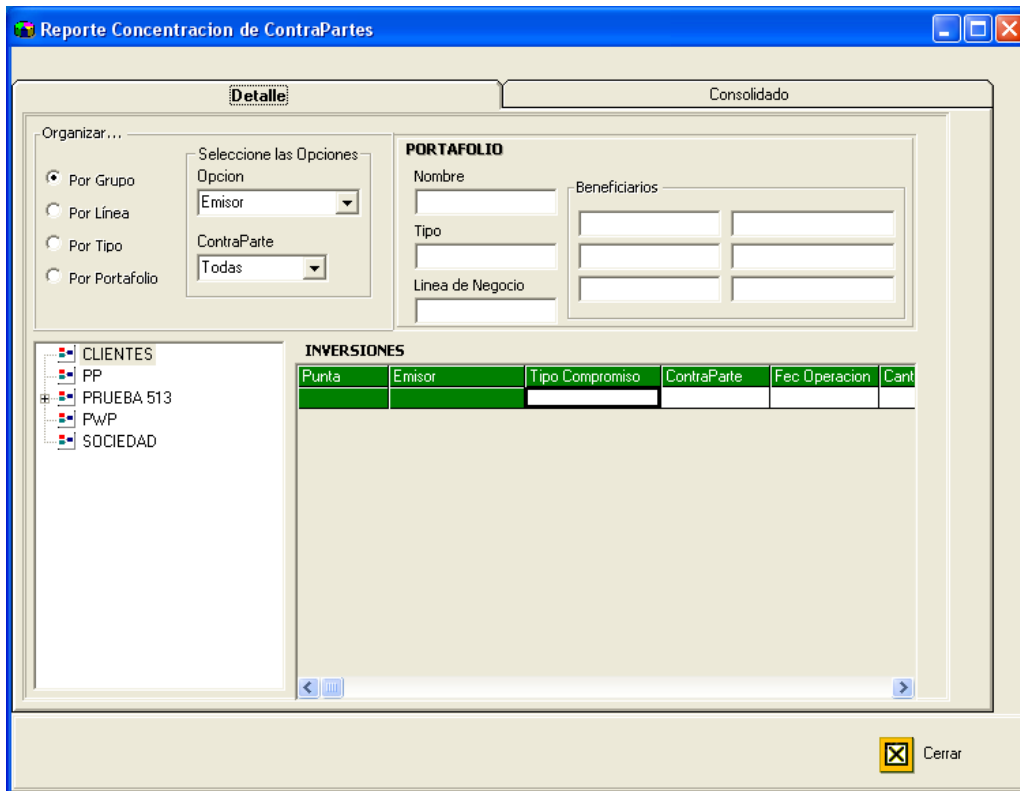 Reporte Concentracion de ContraPartes
Detalle
Consolidado
Organizar...
Por Grupo
Por Línea
Por Tipo
Por Portafolio
Seleccione las Opciones
Opcion
Emisor
ContraParte
Todas
PORTAFOLIO
Nombre
Tipo
Linea de Negocio
Beneficiarios
CLIENTES
PP
PRUEBA 513
PWP
SOCIEDAD
INVERSIONES
Punta Emisor Tipo Compromiso ContraParte Fec Operacion Cant
Cerrar